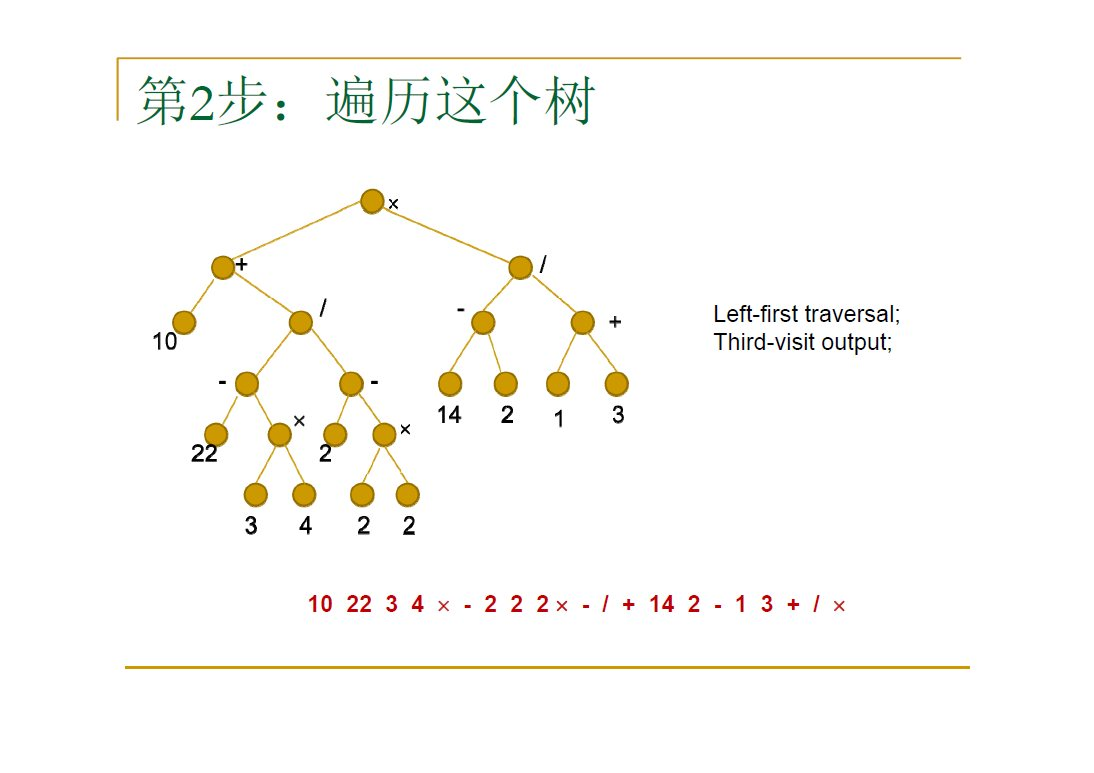 第2步：遍历这个树
×
+ /
10 / - +
- - 14 2 1 3
22 × 2 ×
3 4 2 2
Left-first traversal;
Third-visit output;
10 22 3 4 × - 2 2 2 × - / + 14 2 - 1 3 + / ×